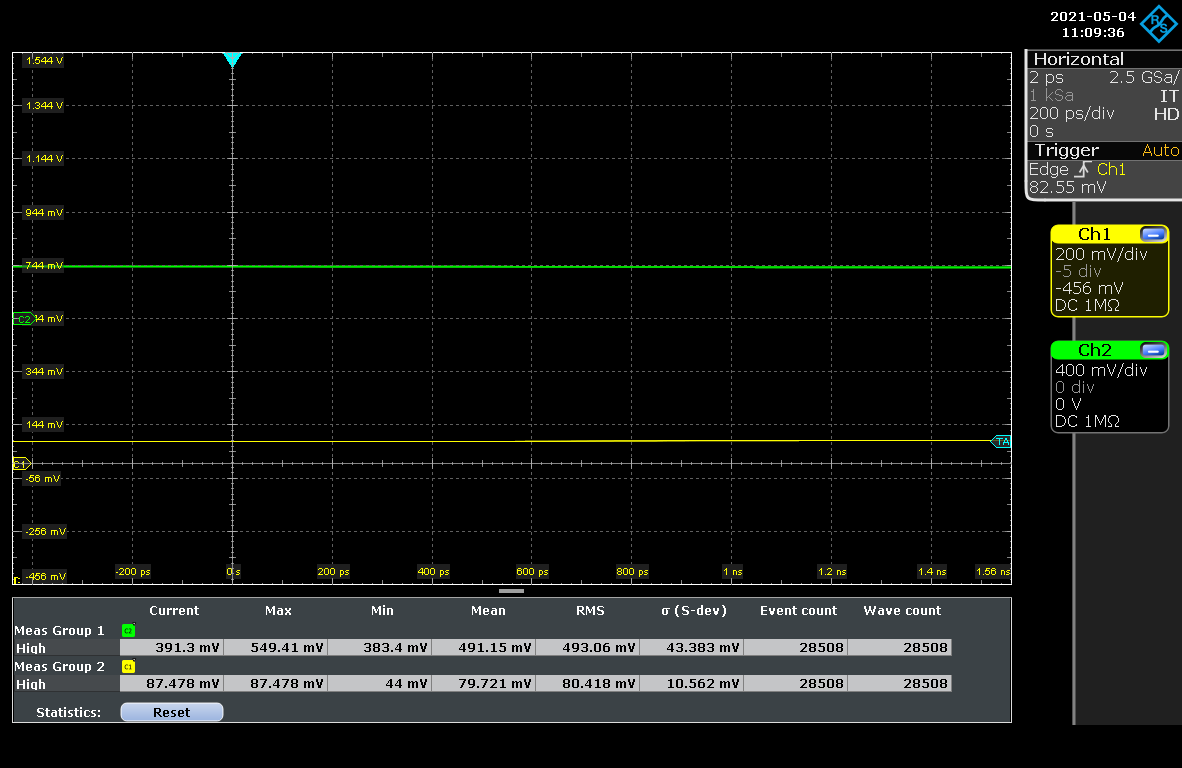 2021-05-04
11:09:36
R&S
Horizontal
2 ps 2.5 GSa/
1 kSa IT
200 ps/div HD
0 s
Trigger Auto
Edge Ch1
82.55 mV
Ch1
200 mV/div
-5 div
-456 mV
DC 1MΩ
Ch2
400 mV/div
0 div
0 V
DC 1MΩ
1.544 V
1.344 V
1.144 V
944 mV
744 mV
C2 44 mV
344 mV
144 mV
TA
C1
-56 mV
-256 mV
-456 mV
-200 ps 0 s 200 ps 400 ps 600 ps 800 ps 1 ns 1.2 ns 1.4 ns 1.56 ns
Current Max Min Mean RMS σ (S-dev) Event count Wave count
Meas Group 1 C2
High 391.3 mV 549.41 mV 383.4 mV 491.15 mV 493.06 mV 43.383 mV 28508 28508
Meas Group 2 C1
High 87.478 mV 87.478 mV 44 mV 79.721 mV 80.418 mV 10.562 mV 28508 28508
Statistics: Reset